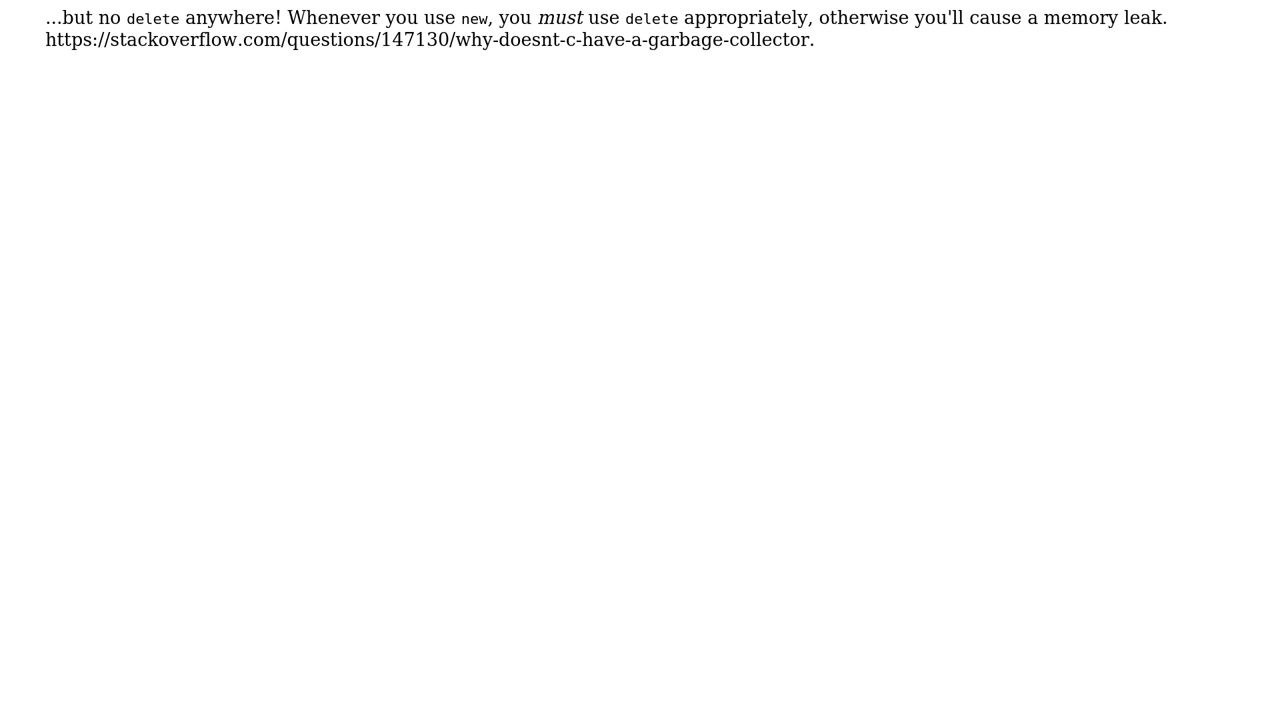 ...but no delete anywhere! Whenever you use new, you must use delete appropriately, otherwise you'll cause a memory leak.
https://stackoverflow.com/questions/147130/why-doesnt-c-have-a-garbage-collector.